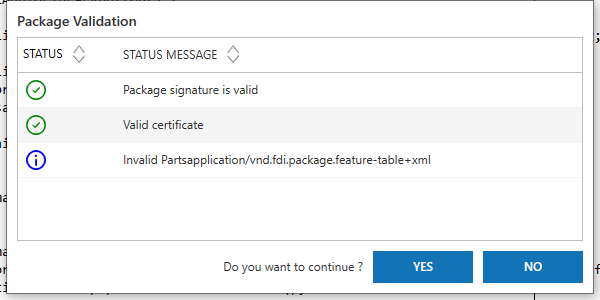 Package Validation
STATUS STATUS MESSAGE
Package signature is valid
Valid certificate
Invalid Partsapplication/vnd.fdi.package.feature-table+xml
Do you want to continue ? YES NO